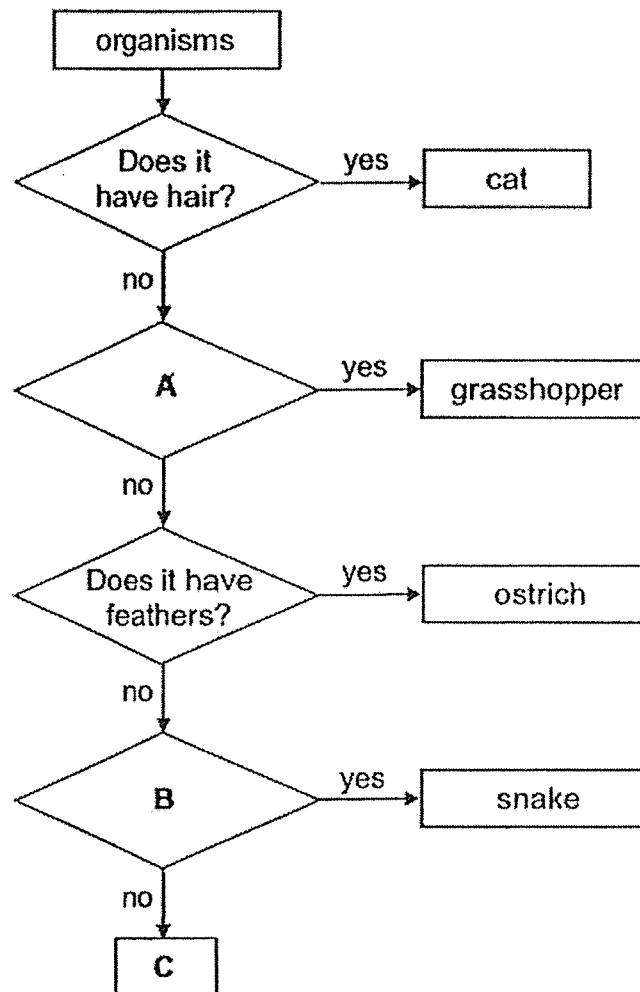 organisms
Does it
have hair?
yes
cat
no
A
yes
grasshopper
no
Does it have
feathers?
yes
ostrich
no
B
yes
snake
no
C